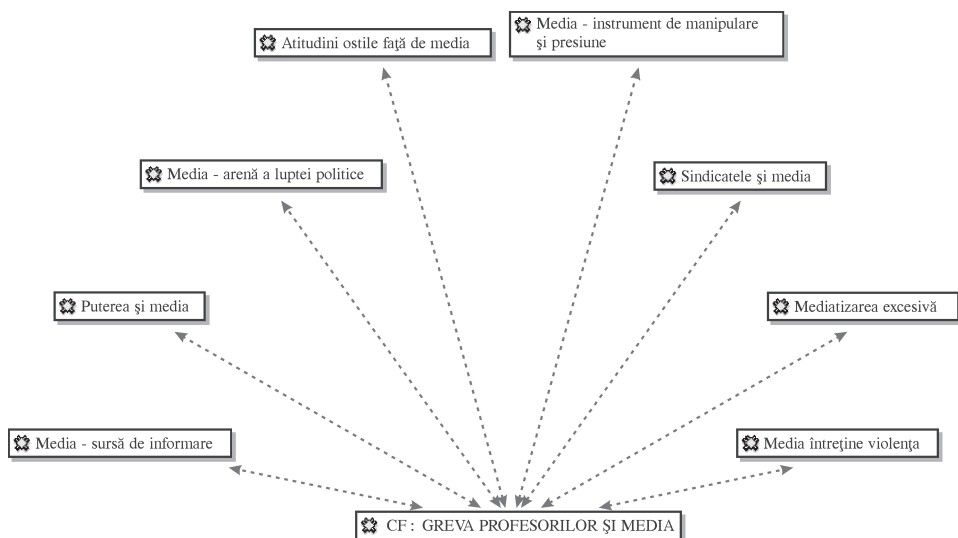 Media - instrument de manipulare
şi presiune
Atitudini ostile faţă de media
Media - arenă a luptei politice
Sindicatele şi media
Puterea şi media
Mediatizarea excesivă
Media - sursă de informare
Media întreţine violenţa
CF : GREVA PROFESORILOR ŞI MEDIA